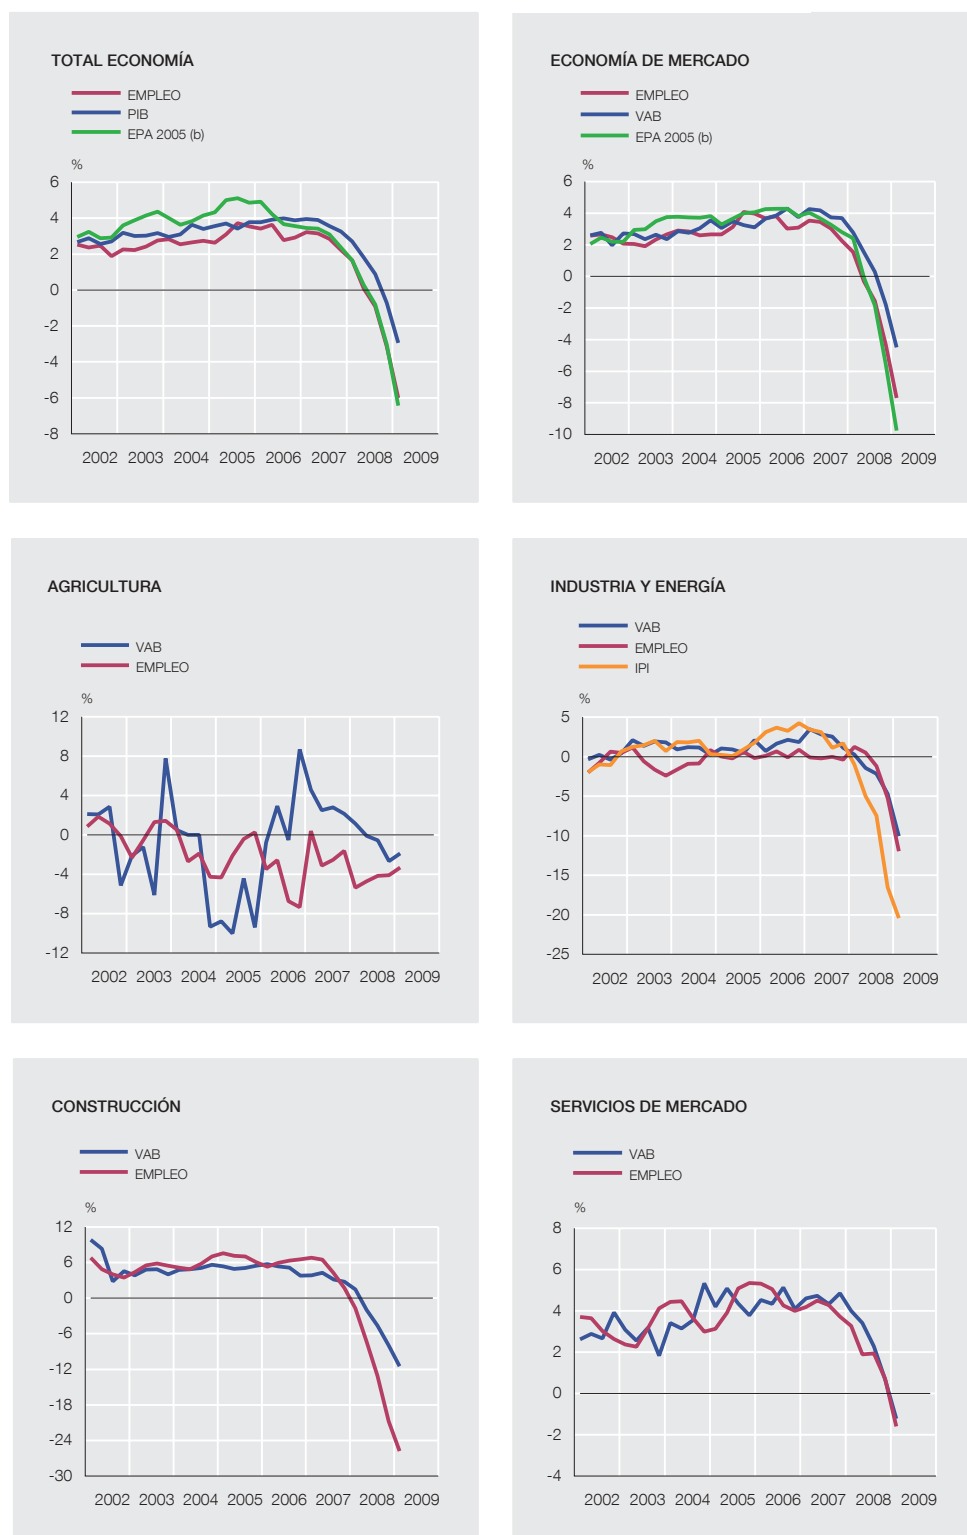 TOTAL ECONOMÍA
EMPLEO
PIB
EPA 2005 (b)
%
6
4
2
0
-2
-4
-6
-8
2002 2003 2004 2005 2006 2007 2008 2009
ECONOMÍA DE MERCADO
EMPLEO
VAB
EPA 2005 (b)
%
6
4
2
0
-2
-4
-6
-8
-10
2002 2003 2004 2005 2006 2007 2008 2009
AGRICULTURA
VAB
EMPLEO
%
12
8
4
0
-4
-8
-12
2002 2003 2004 2005 2006 2007 2008 2009
INDUSTRIA Y ENERGÍA
VAB
EMPLEO
IPI
%
5
0
-5
-10
-15
-20
-25
2002 2003 2004 2005 2006 2007 2008 2009
CONSTRUCCIÓN
VAB
EMPLEO
%
12
6
0
-6
-12
-18
-24
-30
2002 2003 2004 2005 2006 2007 2008 2009
SERVICIOS DE MERCADO
VAB
EMPLEO
%
8
6
4
2
0
-2
-4
2002 2003 2004 2005 2006 2007 2008 2009